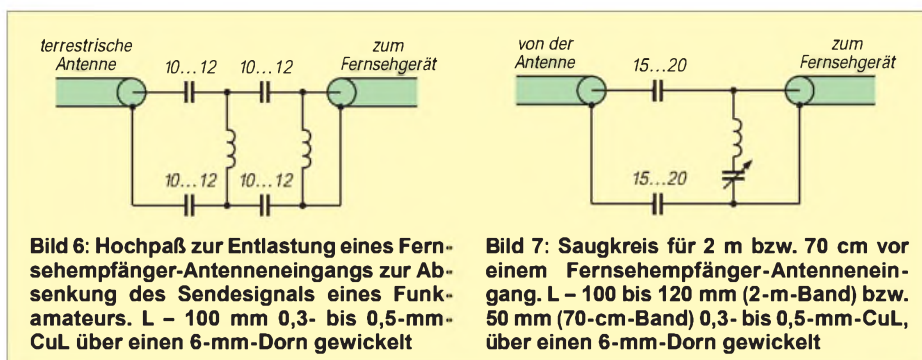 terrestrische
Antenne
10...12
10...12
zum
Fernsehgerät
10...12
10...12
Bild 6: Hochpaß zur Entlastung eines Fern-
sehempfänger-Antenneneingangs zur Ab-
senkung des Sendesignals eines Funk-
amateurs. L – 100 mm 0,3- bis 0,5-mm-
CuL über einen 6-mm-Dorn gewickelt
von der
Antenne
15...20
zum
Fernsehgerät
15...20
Bild 7: Saugkreis für 2 m bzw. 70 cm vor
einem Fernsehempfänger-Antennenein-
gang. L – 100 bis 120 mm (2-m-Band) bzw.
50 mm (70-cm-Band) 0,3- bis 0,5-mm-CuL,
über einen 6-mm-Dorn gewickelt